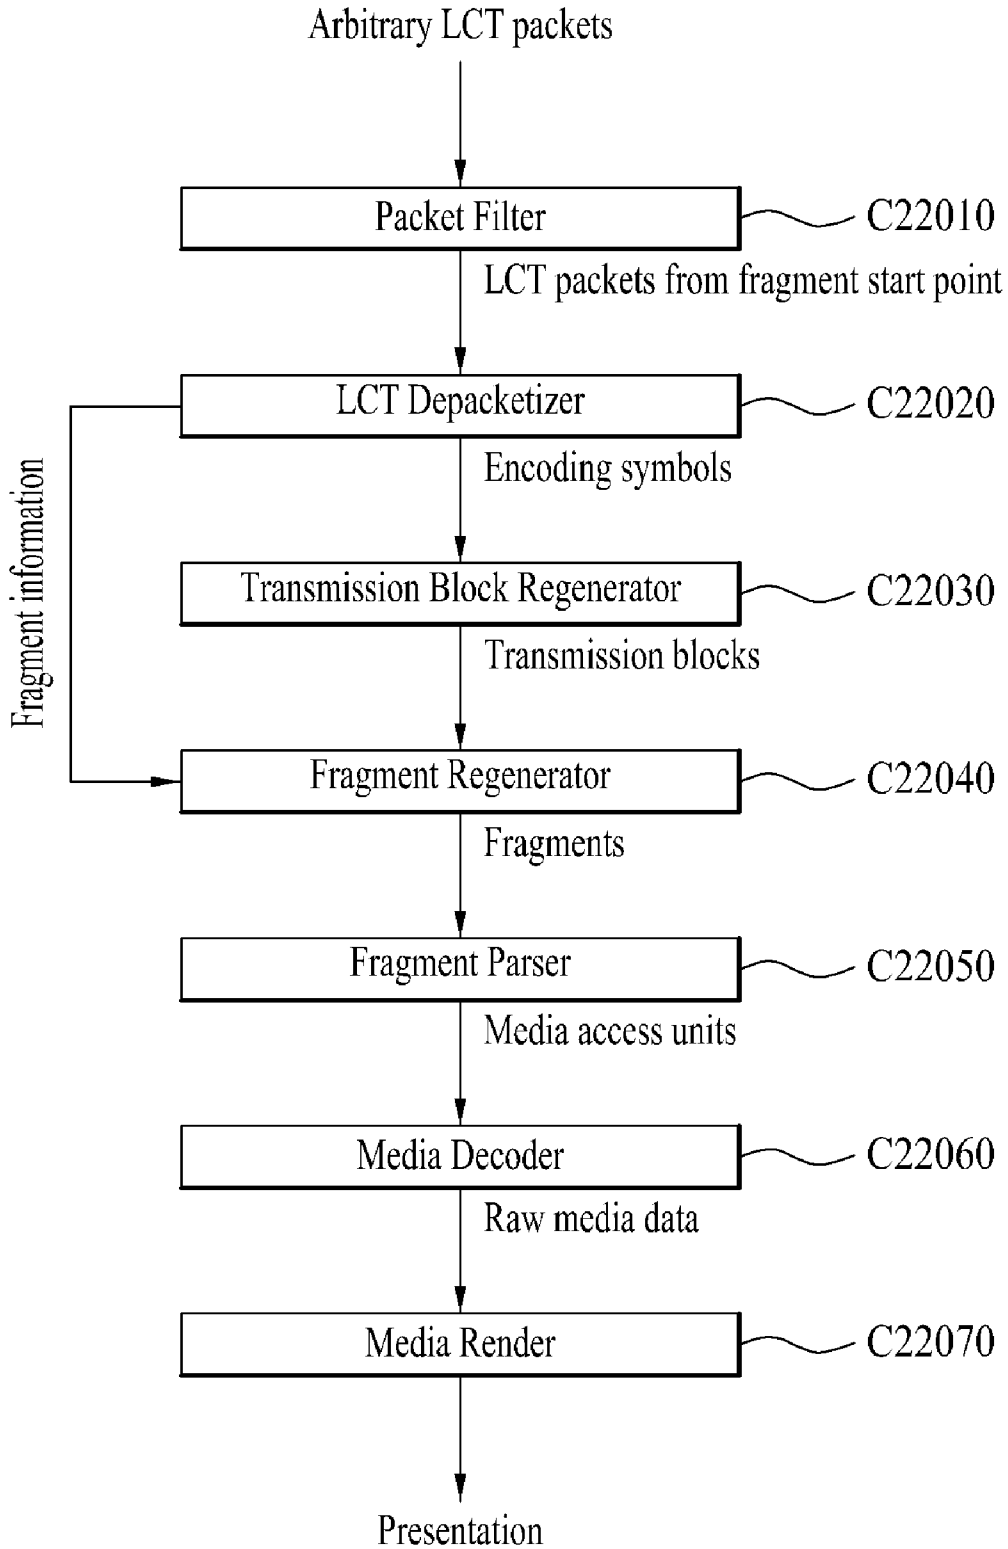 Arbitrary LCT packets
Packet Filter
C22010
LCT packets from fragment start point
LCT Depacketizer
C22020
Encoding symbols
Fragment information
Transmission Block Regenerator
C22030
Transmission blocks
Fragment Regenerator
C22040
Fragments
Fragment Parser
C22050
Media access units
Media Decoder
C22060
Raw media data
Media Render
C22070
Presentation